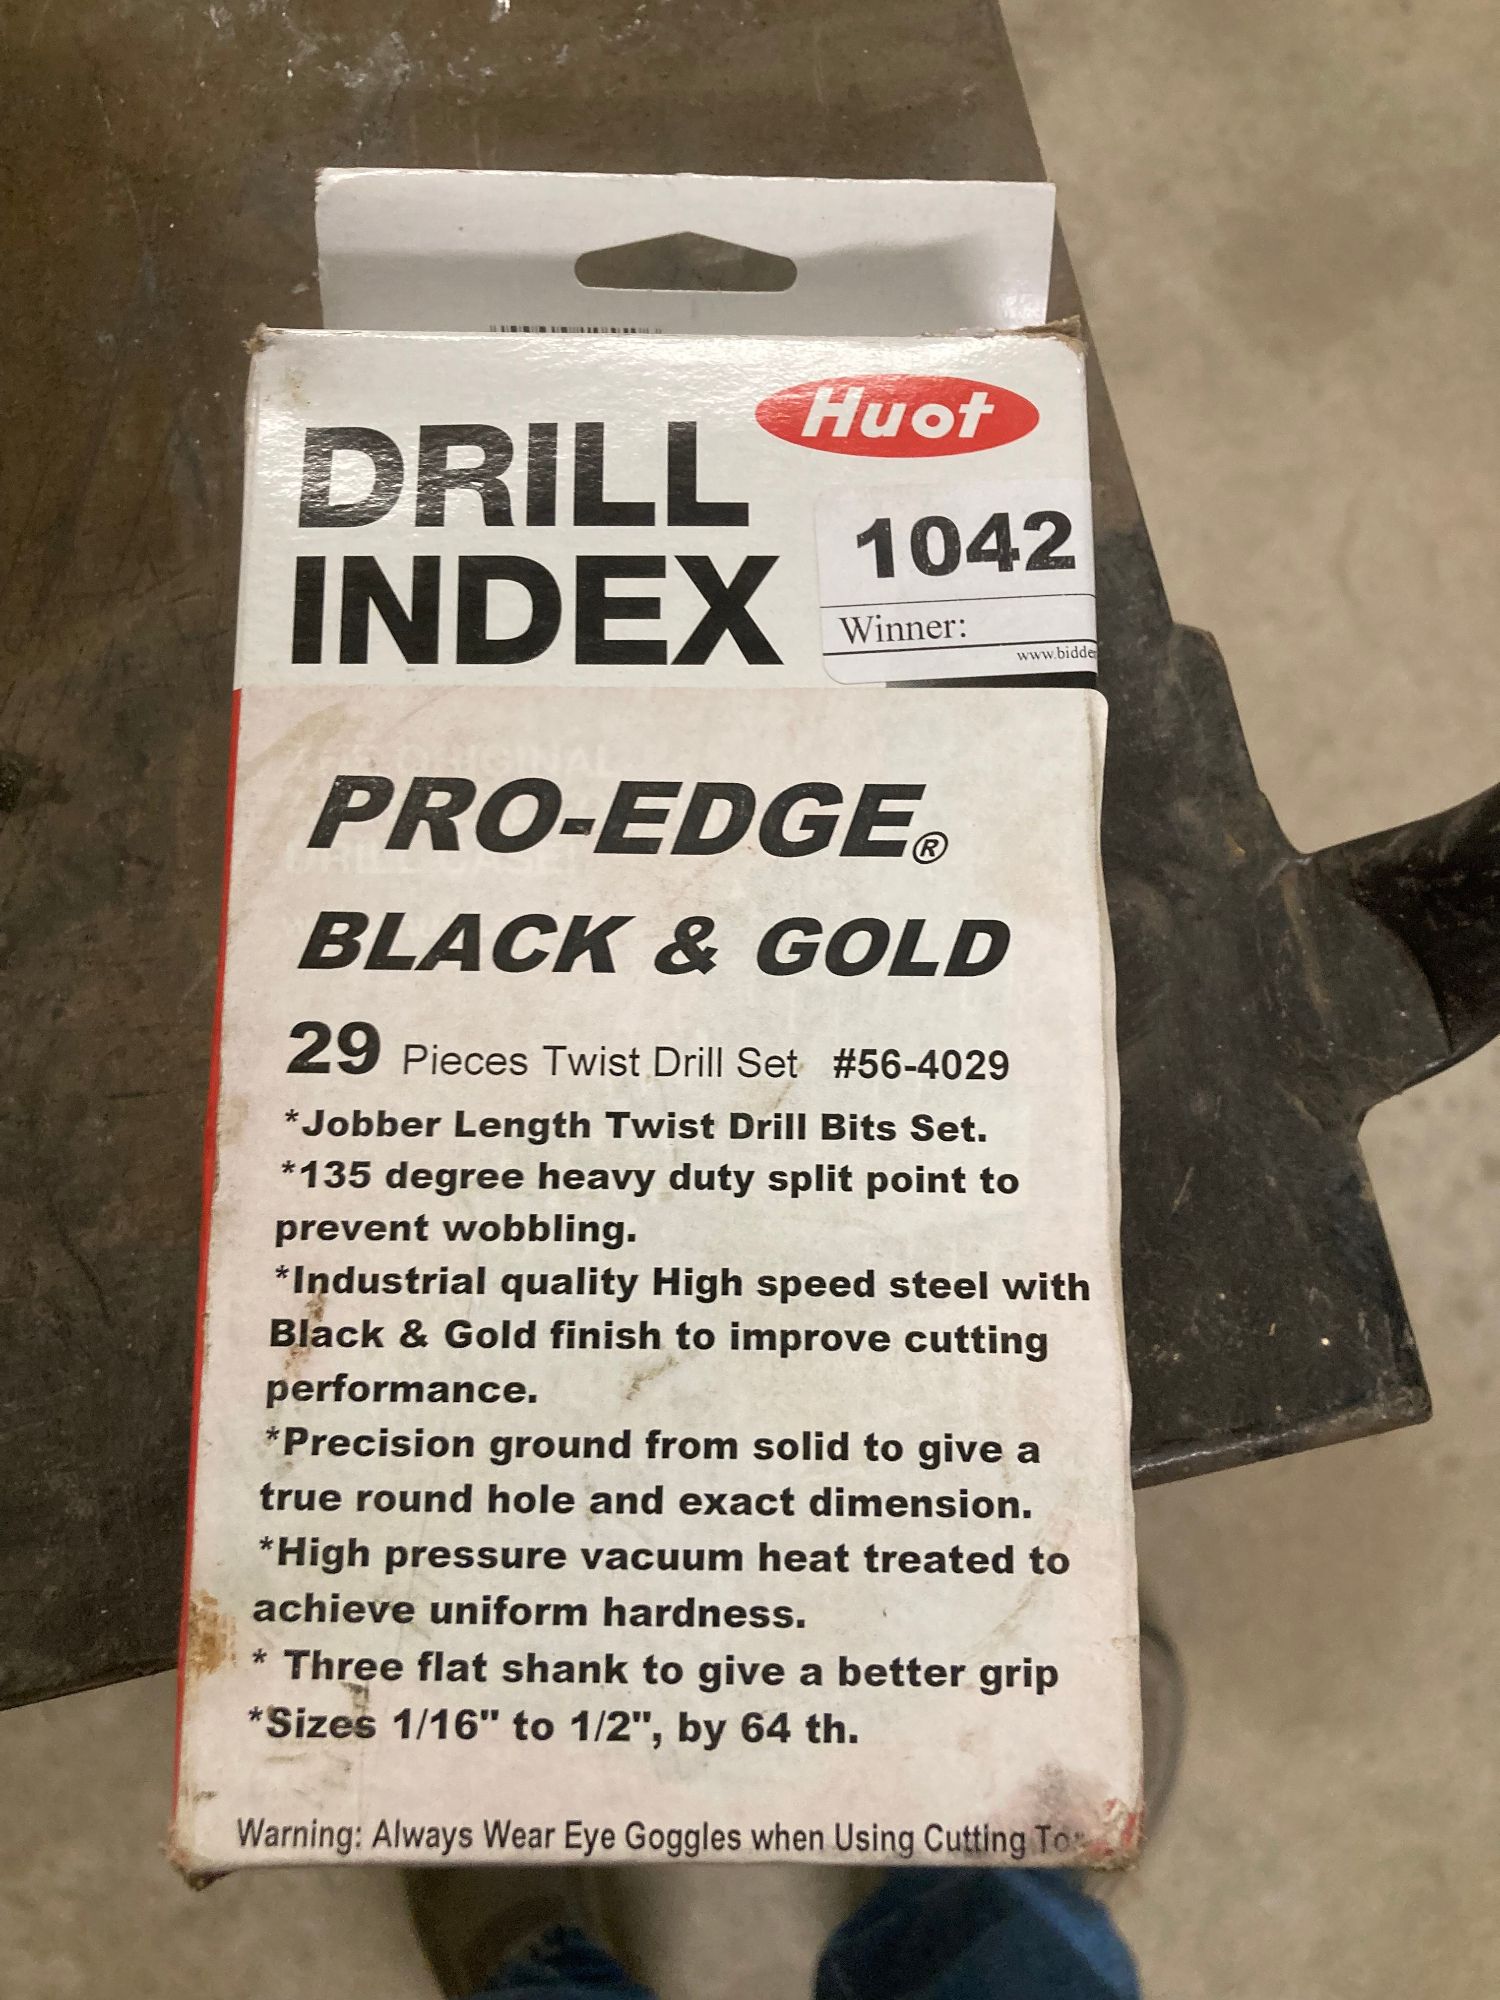 Huot
DRILL
INDEX
1042
Winner:
PRO-EDGE®
BLACK & GOLD
29 Pieces Twist Drill Set #56-4029
*Jobber Length Twist Drill Bits Set.
*135 degree heavy duty split point to
prevent wobbling.
*Industrial quality High speed steel with
Black & Gold finish to improve cutting
performance.
*Precision ground from solid to give a
true round hole and exact dimension.
*High pressure vacuum heat treated to
achieve uniform hardness.
* Three flat shank to give a better grip
*Sizes 1/16" to 1/2", by 64 th.
Warning: Always Wear Eye Goggles when Using Cutting